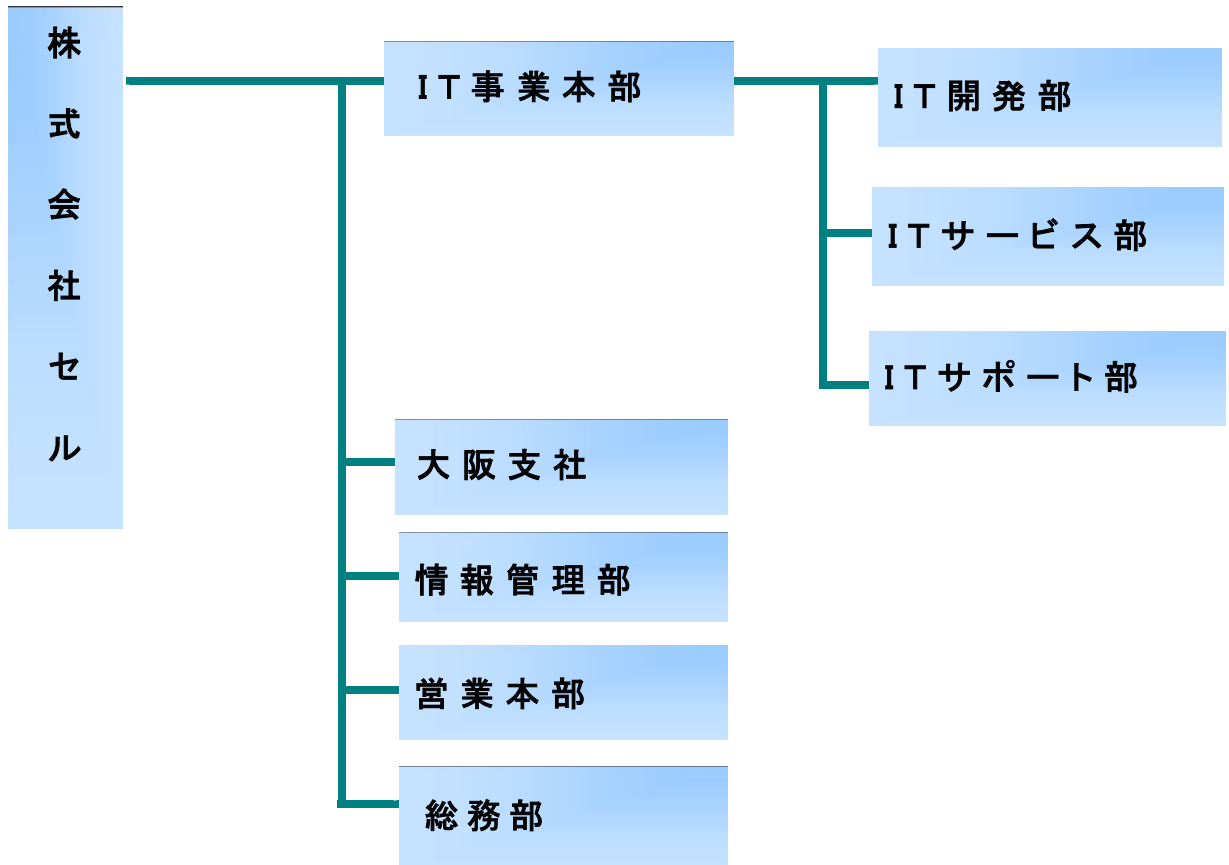 株式会社セル
IT事業本部
IT開発部
ITサービス部
ITサポート部
大阪支社
情報管理部
営業本部
総務部